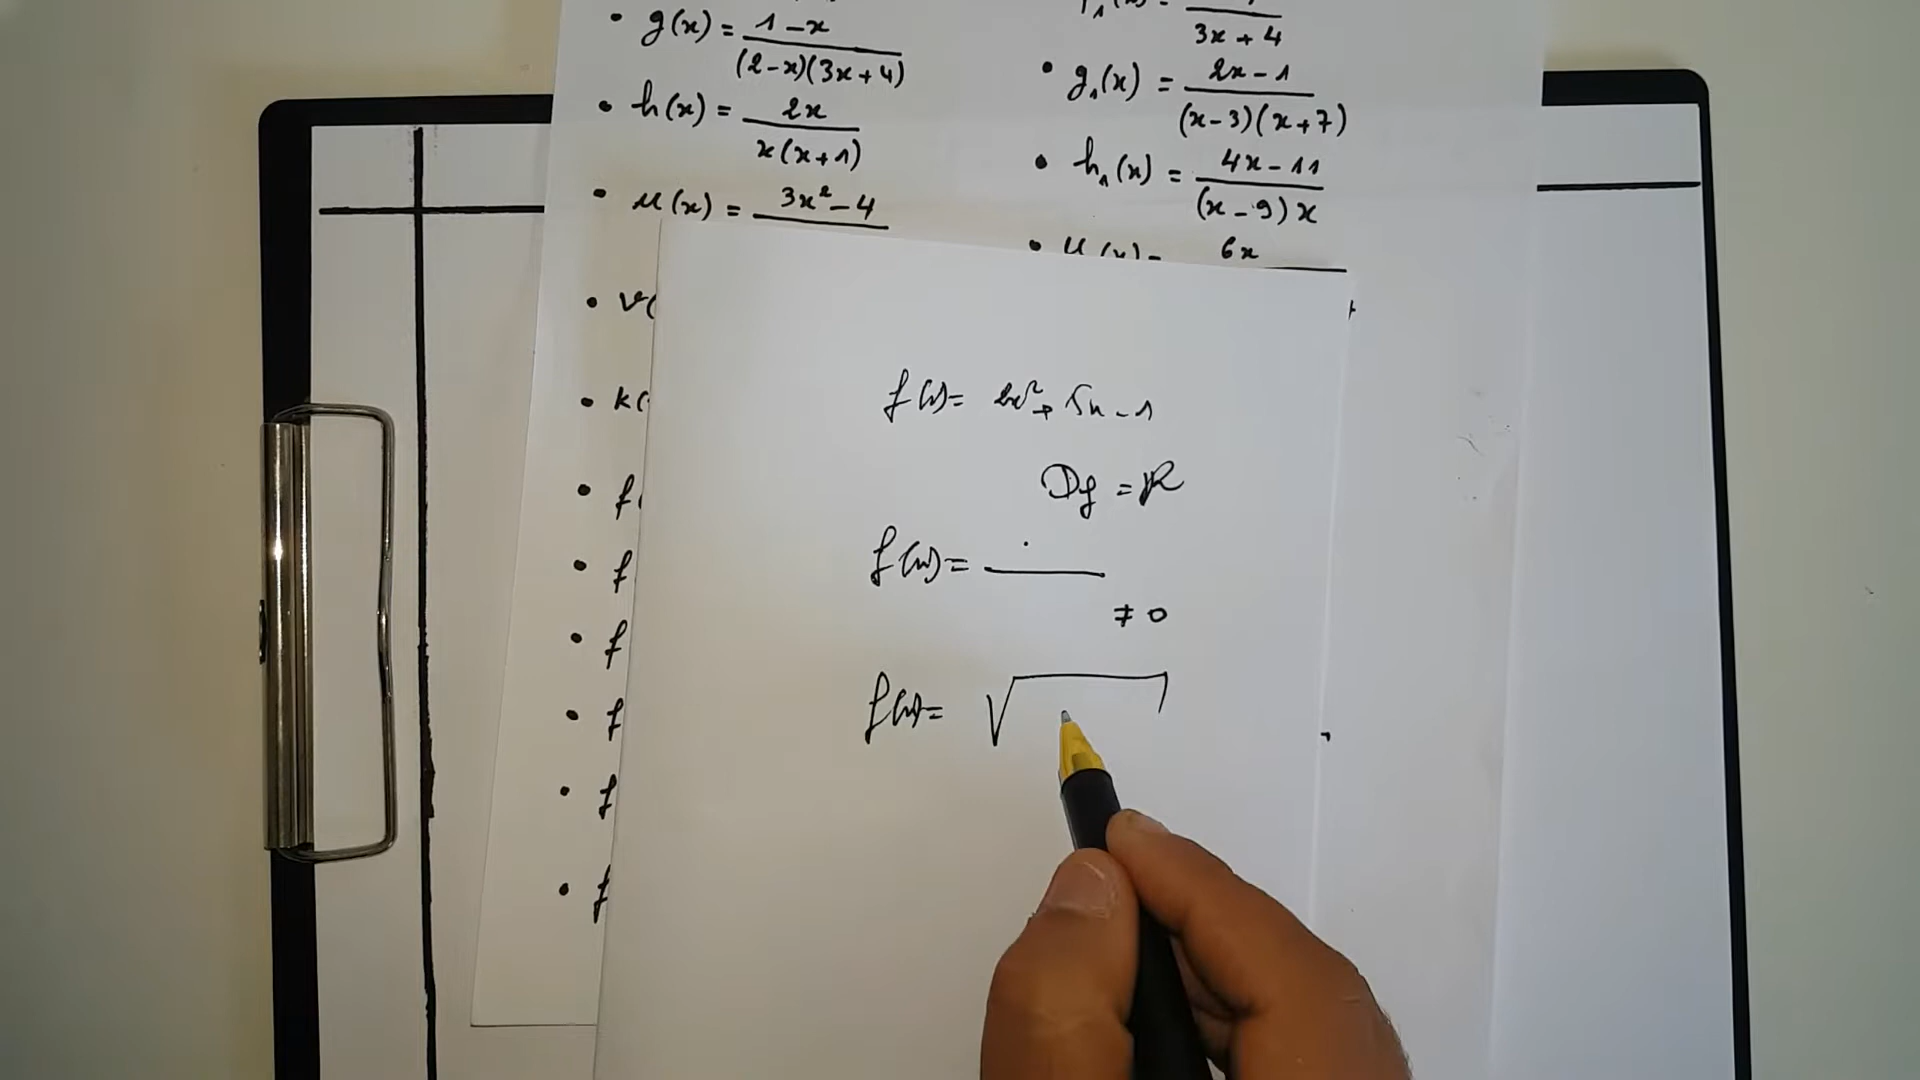 • g(x) = (1-x)/((2-x)(3x+4))
• h(x) = 2x/(x(x+1))
• u(x) = 3x²-4
• v(
• k(
• f(
• f
• f
• f
• f
• f
3x+4
• g₁(x) = (2x-1)/((x-3)(x+7))
• h₁(x) = (4x-11)/((x-9)x)
• u(x) = 6x
f(x) = 2x² + 5x - 1
Df = ℝ
f(x) = ——
≠ 0
f(x) = √